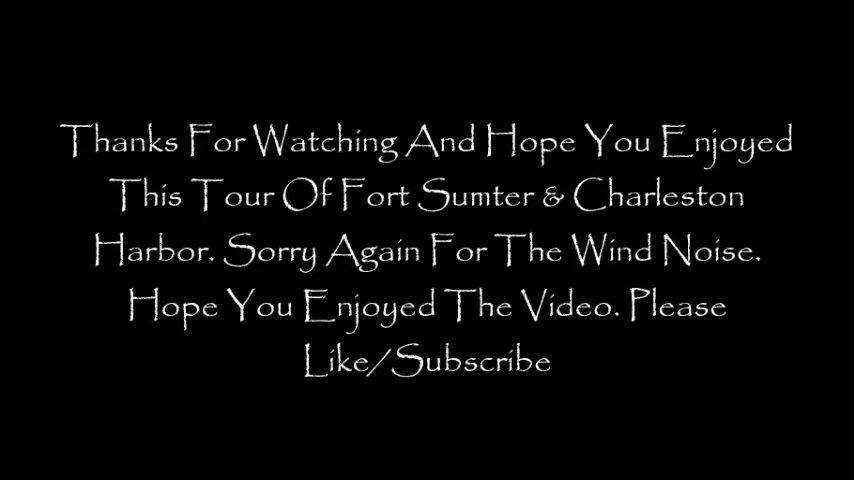 Thanks For Watching And Hope You Enjoyed
This Tour Of Fort Sumter & Charleston
Harbor. Sorry Again For The Wind Noise.
Hope You Enjoyed The Video. Please
Like/Subscribe